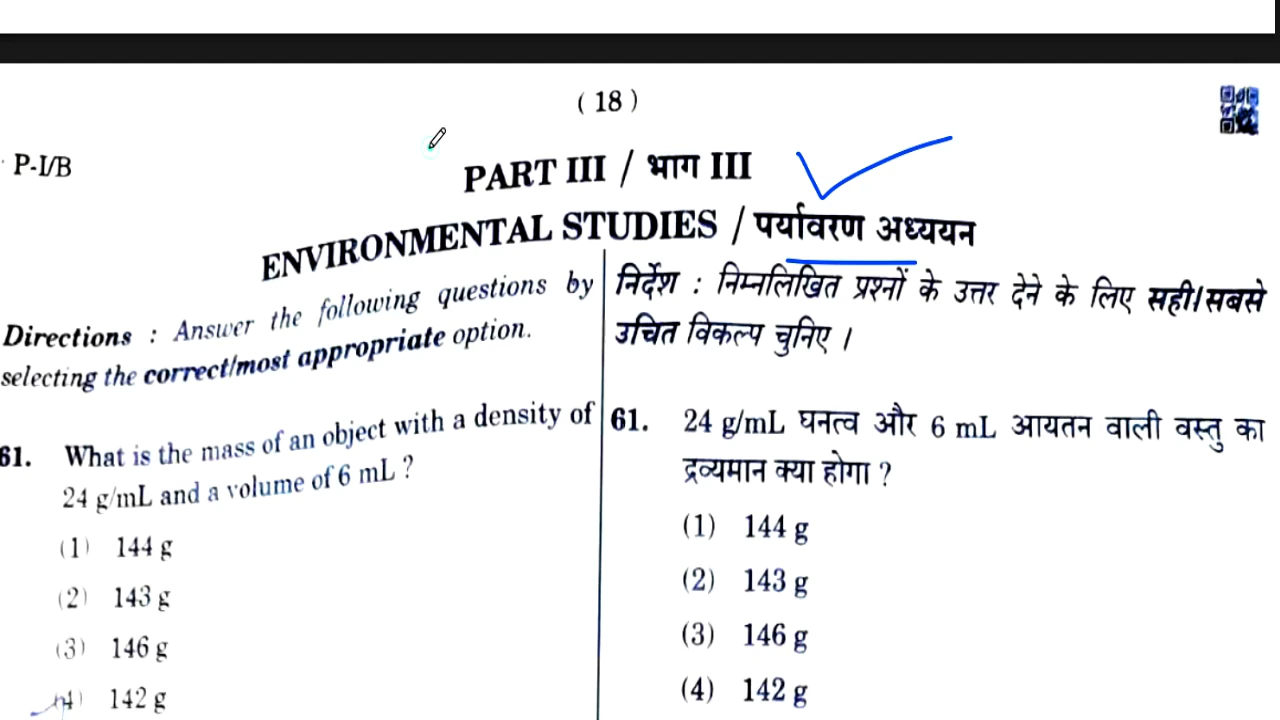 ( 18 )
P-I/B
PART III / भाग III
ENVIRONMENTAL STUDIES / पर्यावरण अध्ययन
Directions : Answer the following questions by
selecting the correct/most appropriate option.
61. What is the mass of an object with a density of
24 g/mL and a volume of 6 mL ?
(1) 144 g
(2) 143 g
(3) 146 g
(4) 142 g
निर्देश : निम्नलिखित प्रश्नों के उत्तर देने के लिए सही/सबसे
उचित विकल्प चुनिए ।
61. 24 g/mL घनत्व और 6 mL आयतन वाली वस्तु का
द्रव्यमान क्या होगा ?
(1) 144 g
(2) 143 g
(3) 146 g
(4) 142 g